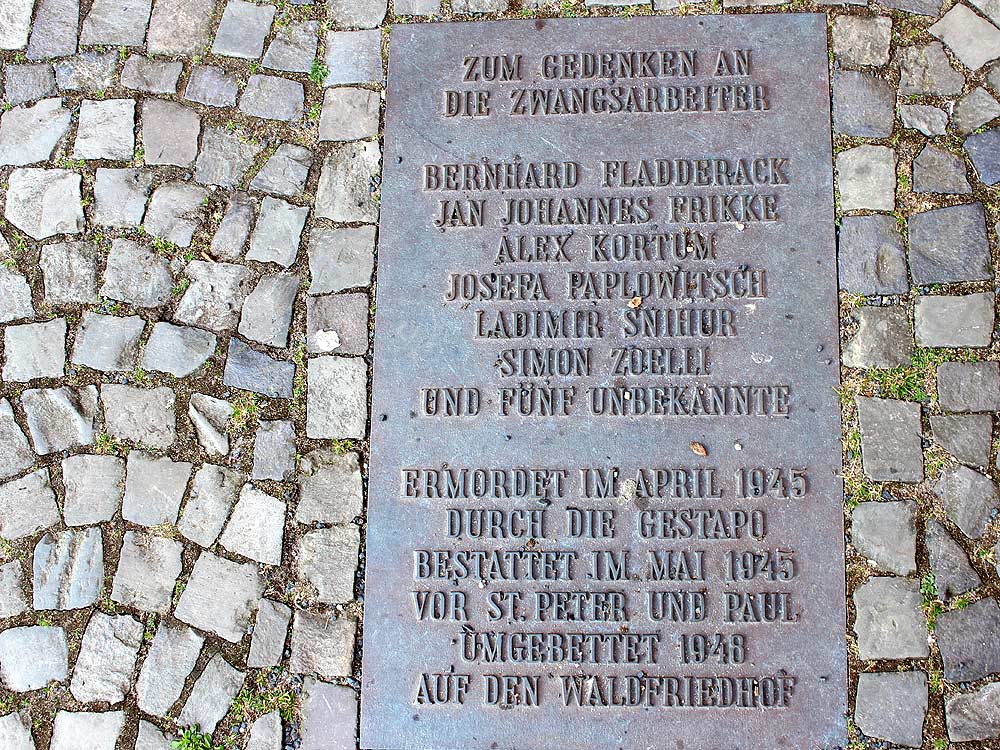 ZUM GEDENKEN AN
DIE ZWANGSARBEITER
BERNHARD FLADDERACK
JAN JOHANNES FRIKKE
ALEX KORTUM
JOSEFA PAPLOWITSCH
LADIMIR SNIHUR
SIMON ZOELLI
UND FÜNF UNBEKANNTE
ERMORDET IM APRIL 1945
DURCH DIE GESTAPO
BESTATTET IM MAI 1945
VOR ST. PETER UND PAUL
UMGEBETTET 1948
AUF DEN WALDFRIEDHOF